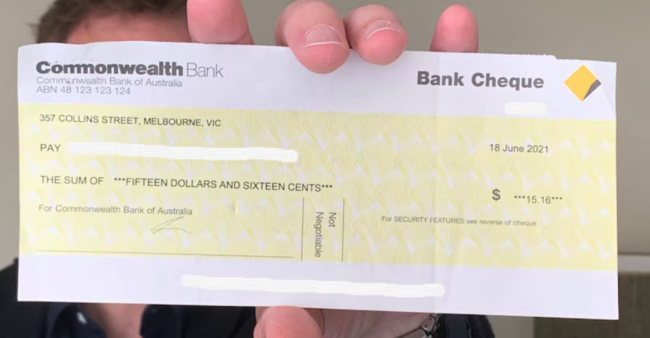 Commonwealth Bank
Commonwealth Bank of Australia
ABN 48 123 123 124
Bank Cheque
357 COLLINS STREET, MELBOURNE, VIC
PAY
18 June 2021
THE SUM OF ***FIFTEEN DOLLARS AND SIXTEEN CENTS***
$ ***15.16***
For Commonwealth Bank of Australia
Not
Negotiable
For SECURITY FEATURES see reverse of cheque